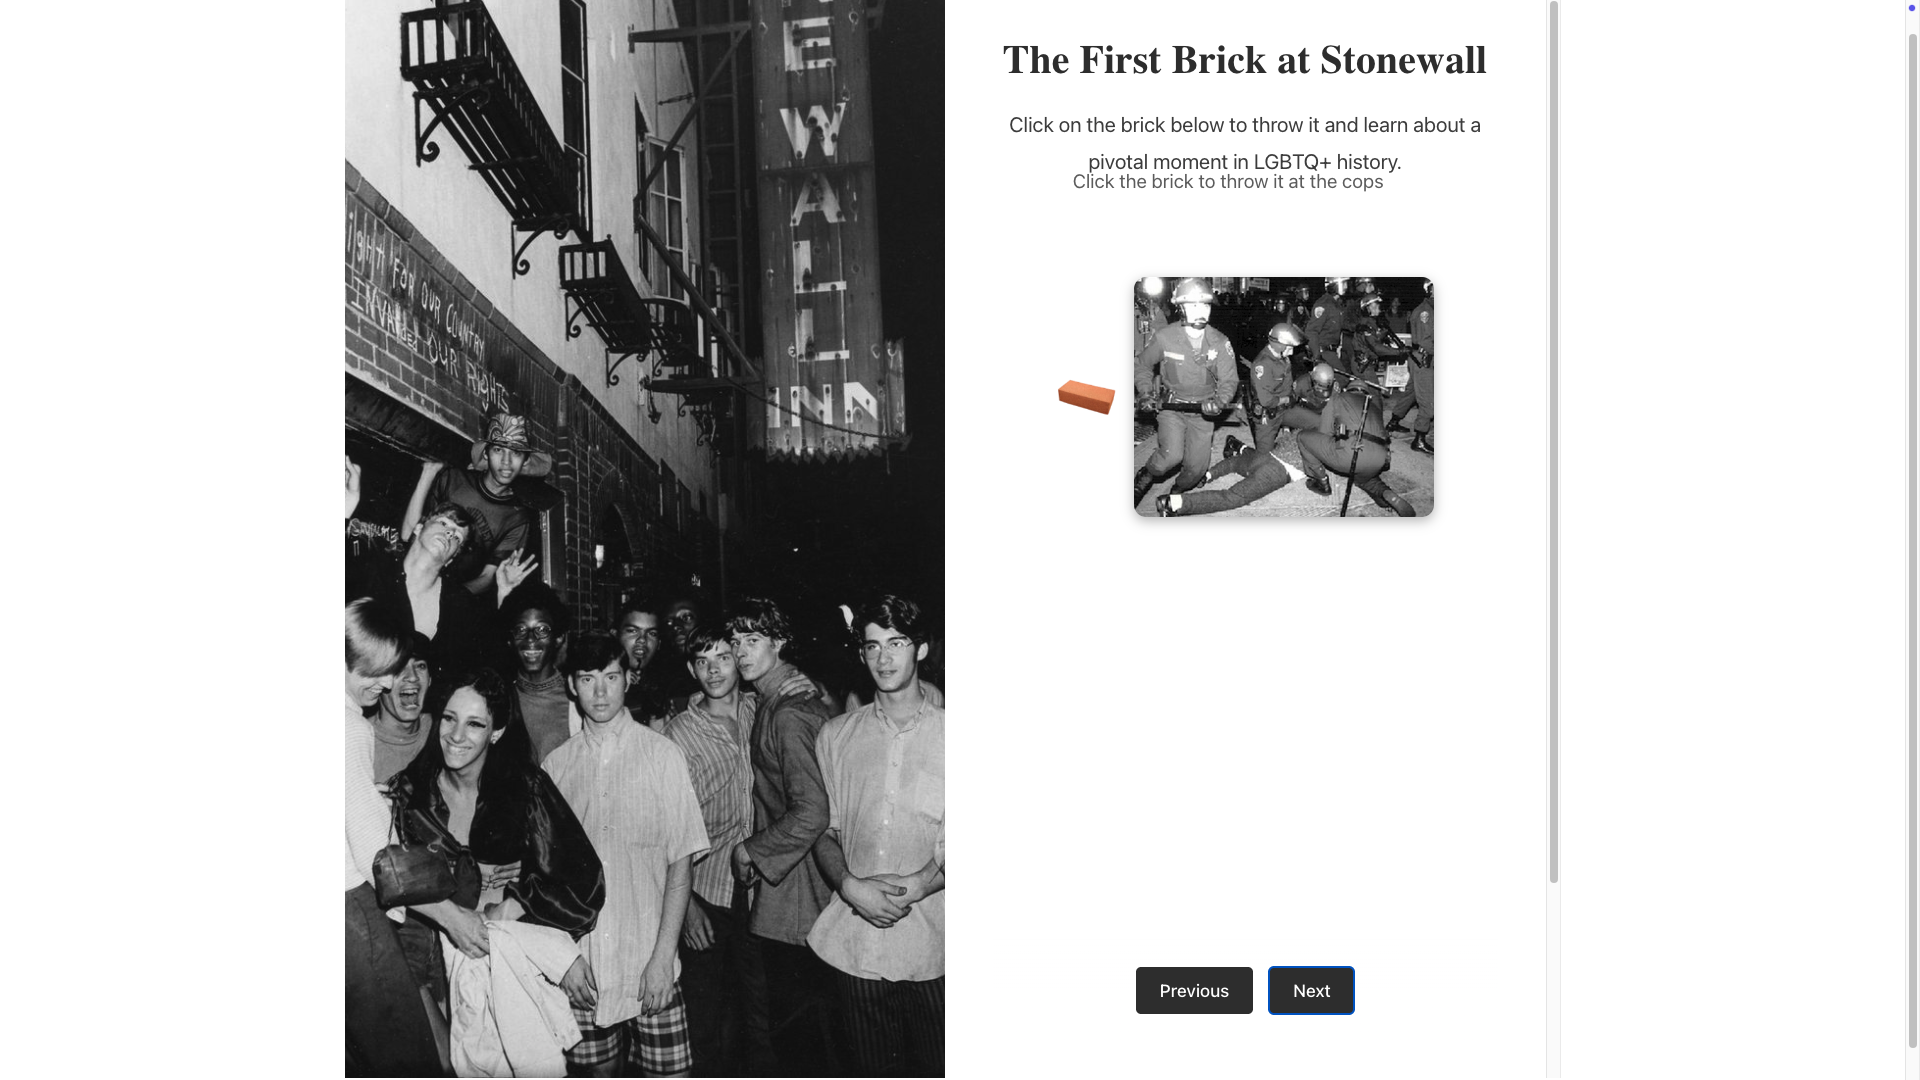 EWALL INN
IGHT FOR OUR COUNTRY
INVADED OUR RIGHTS
The First Brick at Stonewall
Click on the brick below to throw it and learn about a
pivotal moment in LGBTQ+ history.
Click the brick to throw it at the cops
Previous
Next